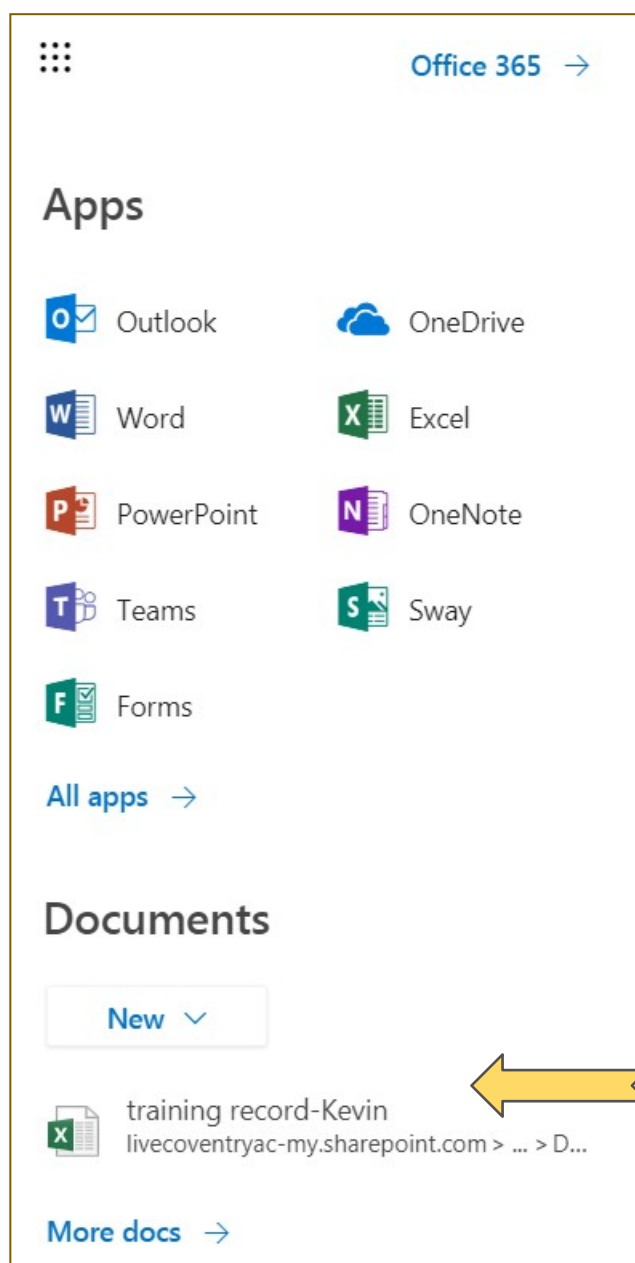 Office 365 →
Apps
Outlook OneDrive
Word Excel
PowerPoint OneNote
Teams Sway
Forms
All apps →
Documents
New
training record-Kevin
livecoventryac-my.sharepoint.com > ... > D...
More docs →